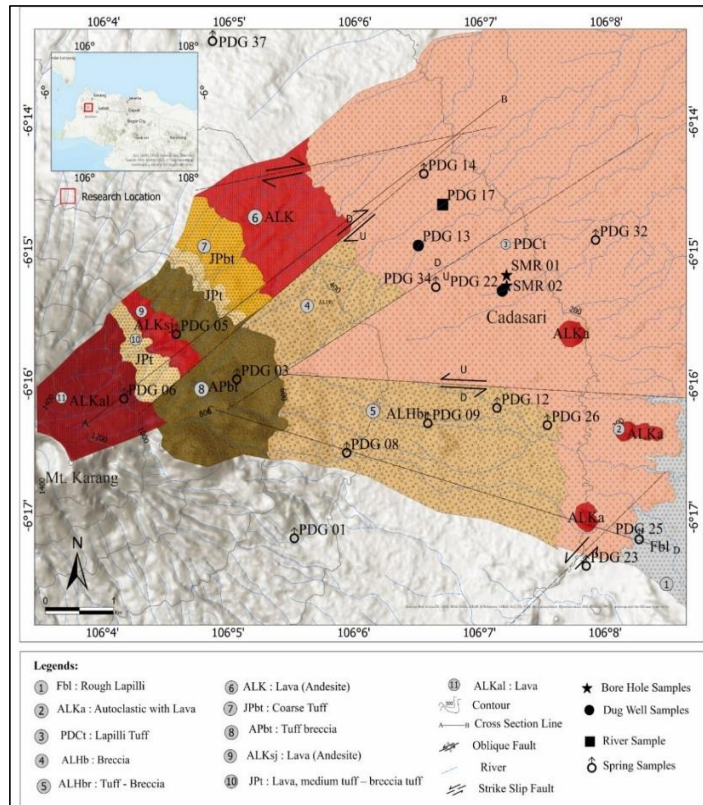 106°4' 106°5' 106°6' 106°7' 106°8'
PDG 37
106° 108°
-6°
106° 108°
Research Location
-6°14' -6°14'
B
PDG 14
6 ALK
PDG 17
7
JPbt
D
U
PDG 13
3 PDCt
PDG 32
-6°15' -6°15'
JPt
D
U
SMR 01
PDG 34 PDG 22
SMR 02
4
400
Cadasari
200
9
ALKsj PDG 05
10
JPt
ALKa
PDG 03
U
D
-6°16' -6°16'
11 ALKal
PDG 06
8 APbt
5 ALHbr
PDG 12
PDG 09
PDG 26
2
ALKa
A
1400
1200
800
PDG 08
Mt. Karang
-6°17' -6°17'
ALKa
PDG 01
PDG 25
Fbl D
PDG 23
1
N
0 1
106°4' 106°5' 106°6' 106°7' 106°8'
Legends:
1 Fbl : Rough Lapilli
2 ALKa : Autoclastic with Lava
3 PDCt : Lapilli Tuff
4 ALHb : Breccia
5 ALHbr : Tuff - Breccia
6 ALK : Lava (Andesite)
7 JPbt : Coarse Tuff
8 APbt : Tuff breccia
9 ALKsj : Lava (Andesite)
10 JPt : Lava, medium tuff – breccia tuff
11 ALKal : Lava
Contour
A B Cross Section Line
Oblique Fault
River
Strike Slip Fault
Bore Hole Samples
Dug Well Samples
River Sample
Spring Samples